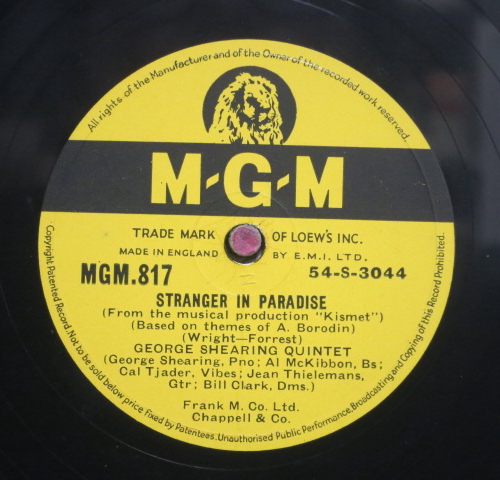 All rights of the Manufacturer and of the Owner of the recorded work reserved.
M-G-M
TRADE MARK OF LOEW'S INC.
MADE IN ENGLAND BY E.M.I. LTD.
MGM.817 54-S-3044
STRANGER IN PARADISE
(From the musical production "Kismet")
(Based on themes of A. Borodin)
(Wright—Forrest)
GEORGE SHEARING QUINTET
(George Shearing, Pno; Al McKibbon, Bs;
Cal Tjader, Vibes; Jean Thielemans,
Gtr; Bill Clark, Dms.)
Frank M. Co. Ltd.
Chappell & Co.
Copyright. Patented Record. Not to be sold below price fixed by Patentees. Unauthorised Public Performance, Broadcasting and Copying of this Record Prohibited.